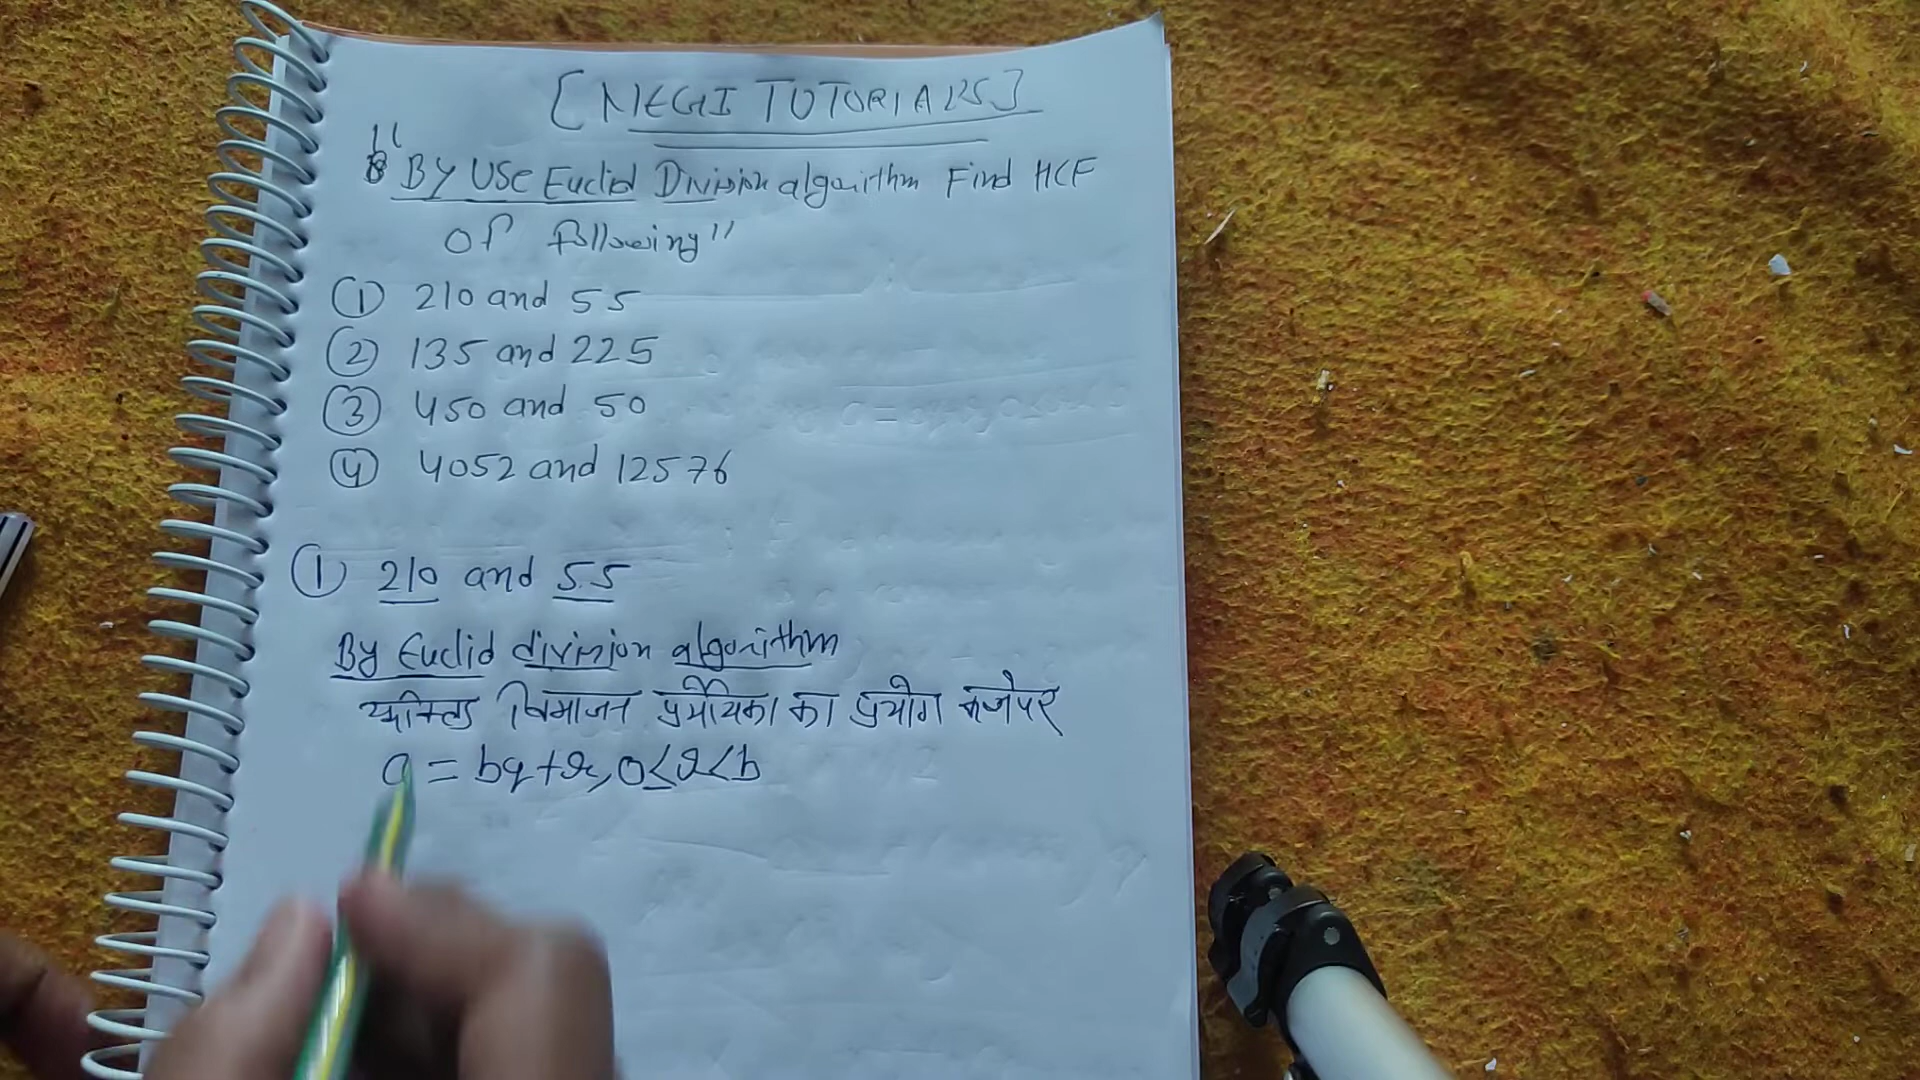 [NEGI TUTORIALS]
" BY USE Euclid Division algorithm Find HCF
of following"
① 210 and 55
② 135 and 225
③ 450 and 50
④ 4052 and 12576
① 210 and 55
By Euclid division algorithm
विभाजन प्रमेयिका का प्रयोग
a = bq+r, 0≤r<b